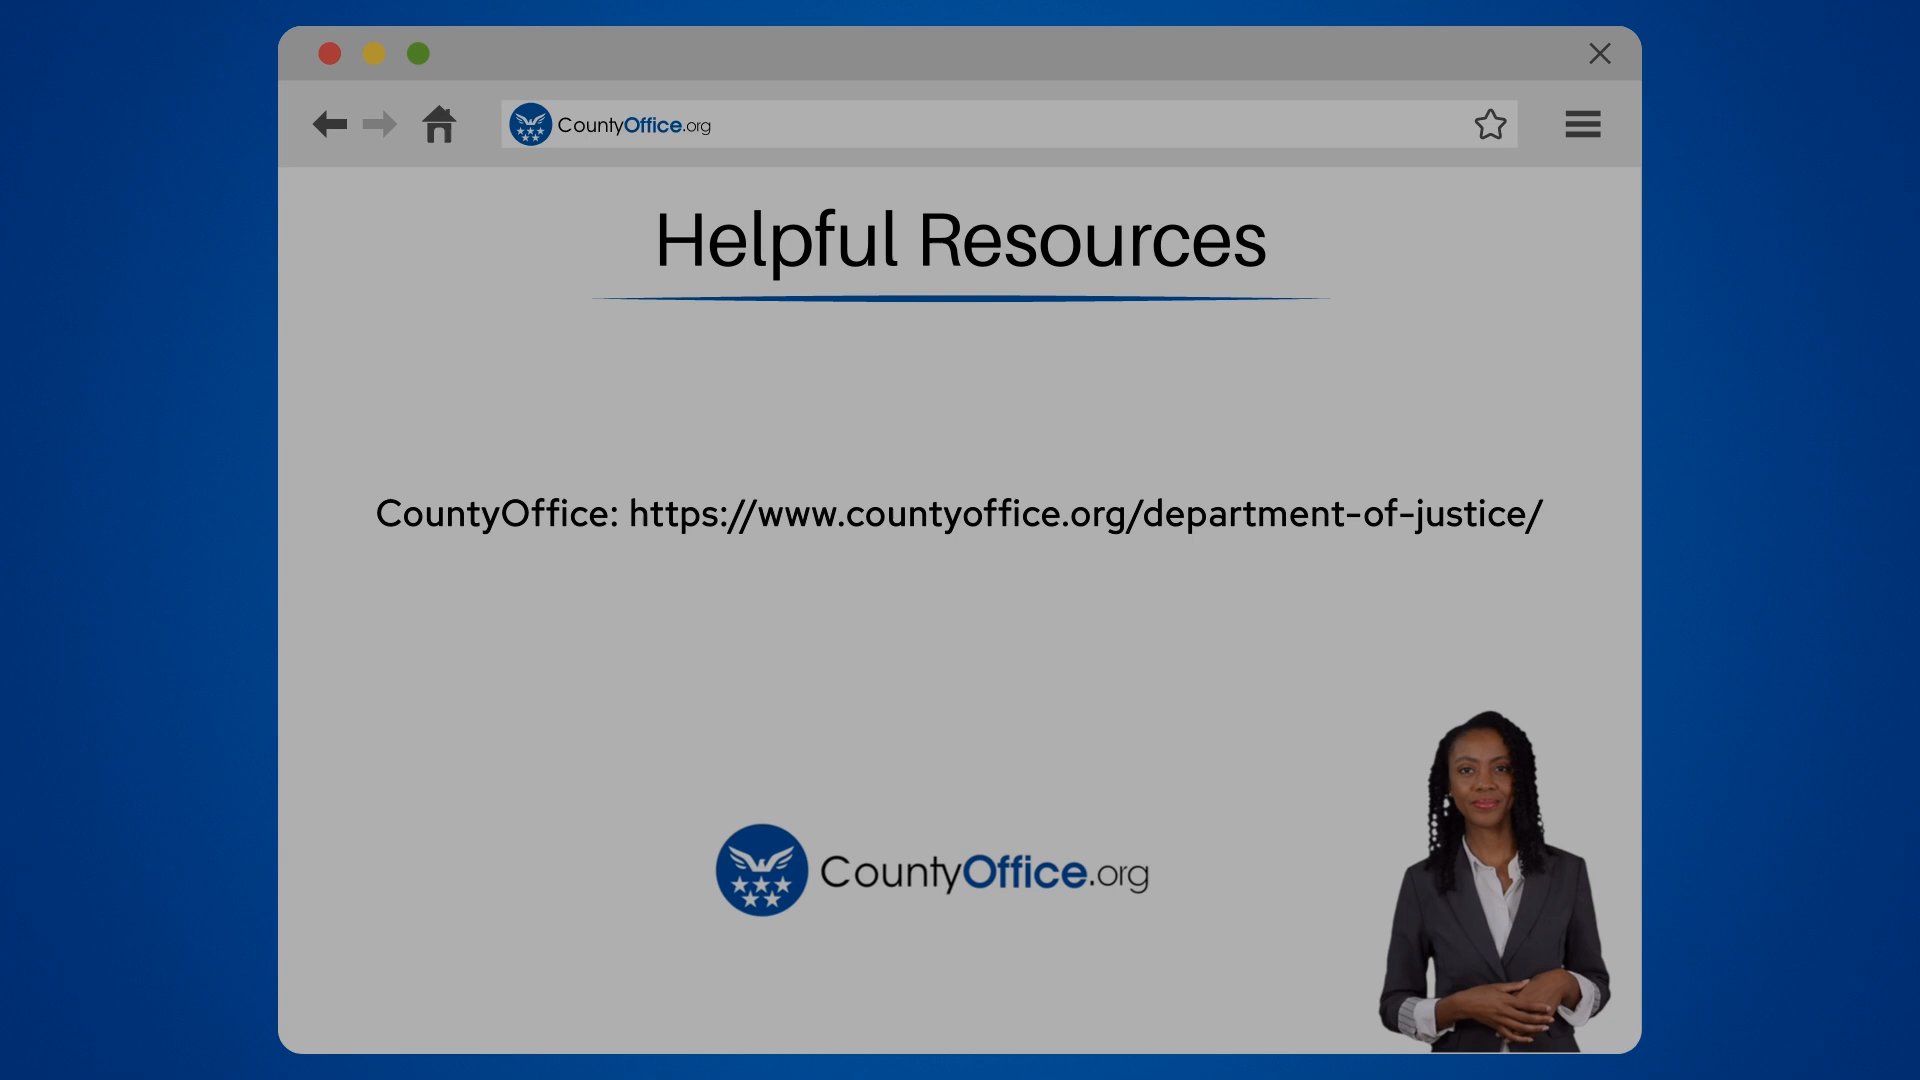 CountyOffice.org
Helpful Resources
CountyOffice: https://www.countyoffice.org/department-of-justice/
CountyOffice.org